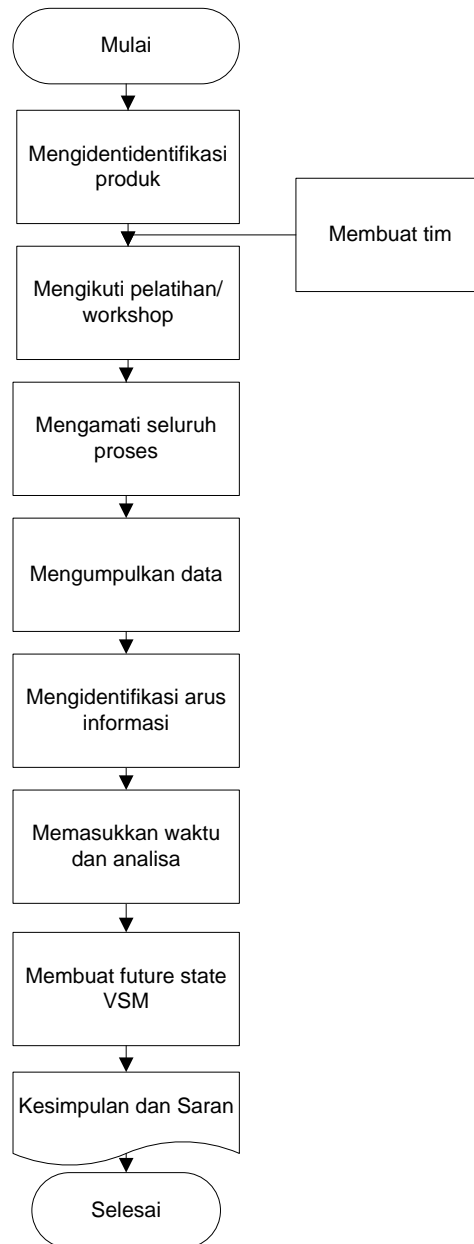 Mulai
Mengidentidentifikasi
produk
Membuat tim
Mengikuti pelatihan/
workshop
Mengamati seluruh
proses
Mengumpulkan data
Mengidentifikasi arus
informasi
Memasukkan waktu
dan analisa
Membuat future state
VSM
Kesimpulan dan Saran
Selesai